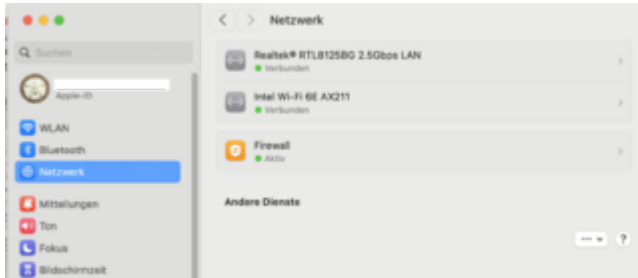 Netzwerk
Suchen
Apple-ID
WLAN
Bluetooth
Netzwerk
Mitteilungen
Ton
Fokus
Bildschirmzeit
Realtek® RTL8125BG 2.5Gbps LAN
Verbunden
Intel Wi-Fi 6E AX211
Verbunden
Firewall
Aktiv
Andere Dienste
?